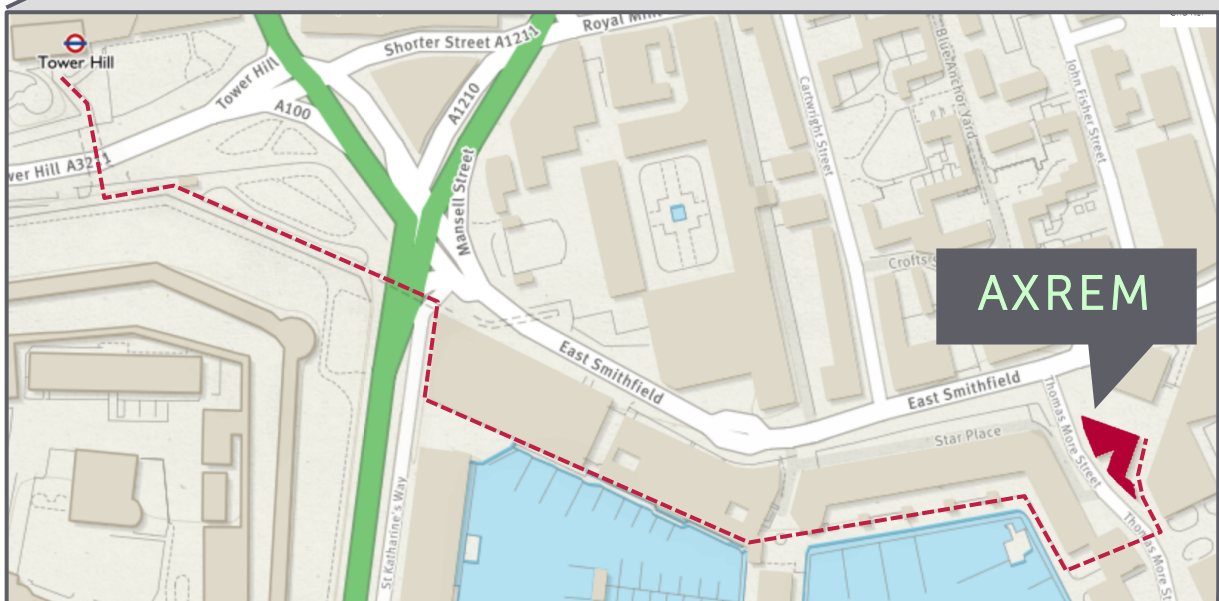 Tower Hill
Shorter Street A1211
Royal Min
Tower Hill
A100
A1210
wer Hill A3211
Mansell Street
Cartwright Street
Blue Anchor Yard
John Fisher Street
Crofts S
AXREM
East Smithfield
East Smithfield
Thomas More Street
Star Place
St Katharine's Way
Thomas More St